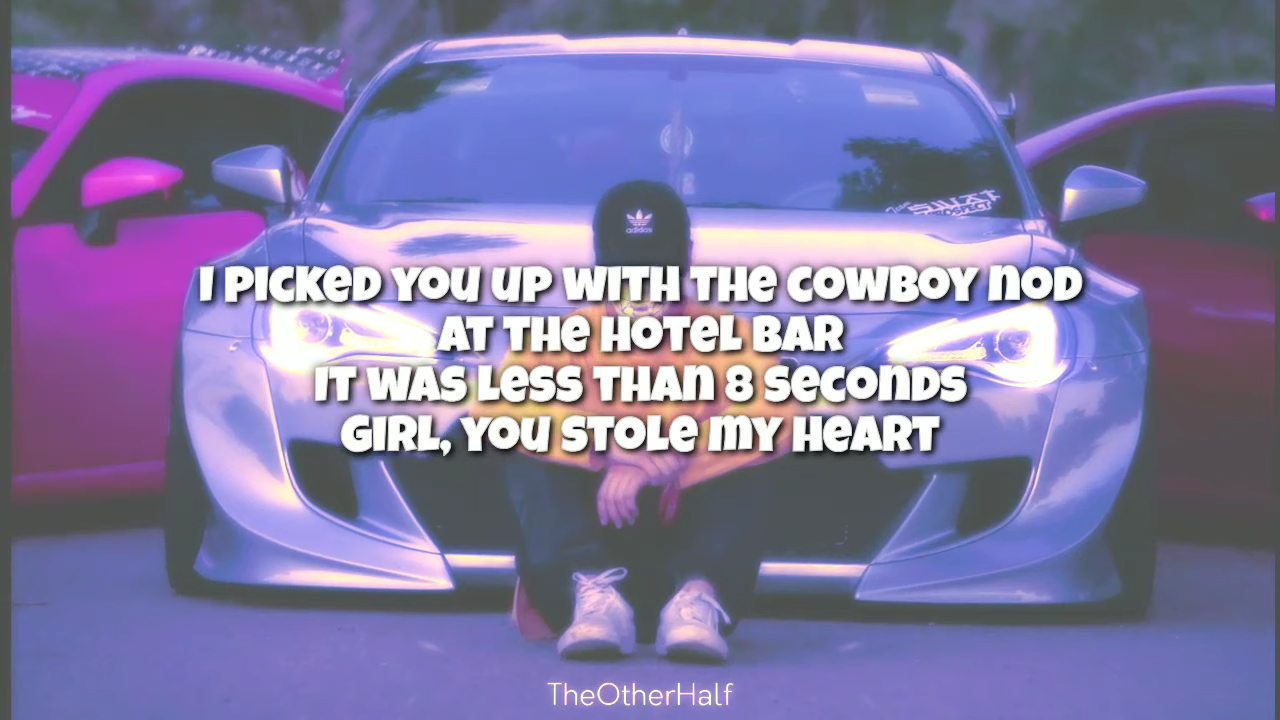 adidas
I PICKED YOU UP WITH THE COWBOY NOD
AT THE HOTEL BAR
IT WAS LESS THAN 8 SECONDS
GIRL, YOU STOLE MY HEART
TheOtherHalf